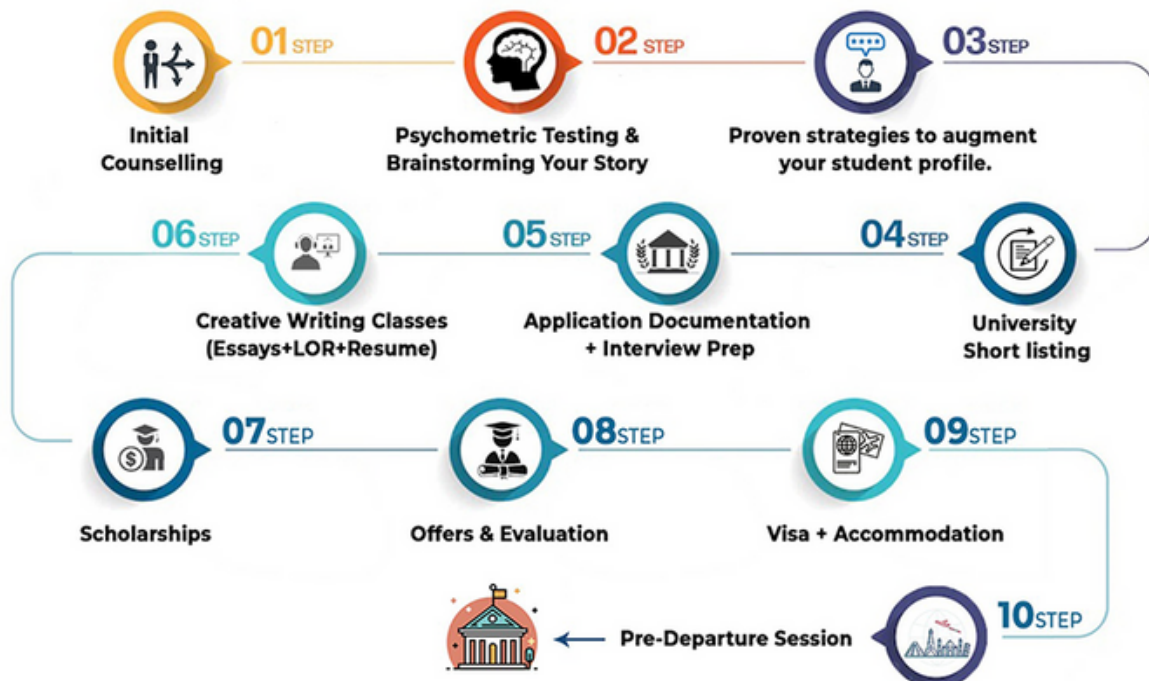 01 STEP
Initial
Counselling
02 STEP
Psychometric Testing &
Brainstorming Your Story
03 STEP
Proven strategies to augment
your student profile.
04 STEP
University
Short listing
05 STEP
Application Documentation
+ Interview Prep
06 STEP
Creative Writing Classes
(Essays+LOR+Resume)
07 STEP
$
Scholarships
08 STEP
Offers & Evaluation
09 STEP
Visa + Accommodation
10 STEP
Pre-Departure Session